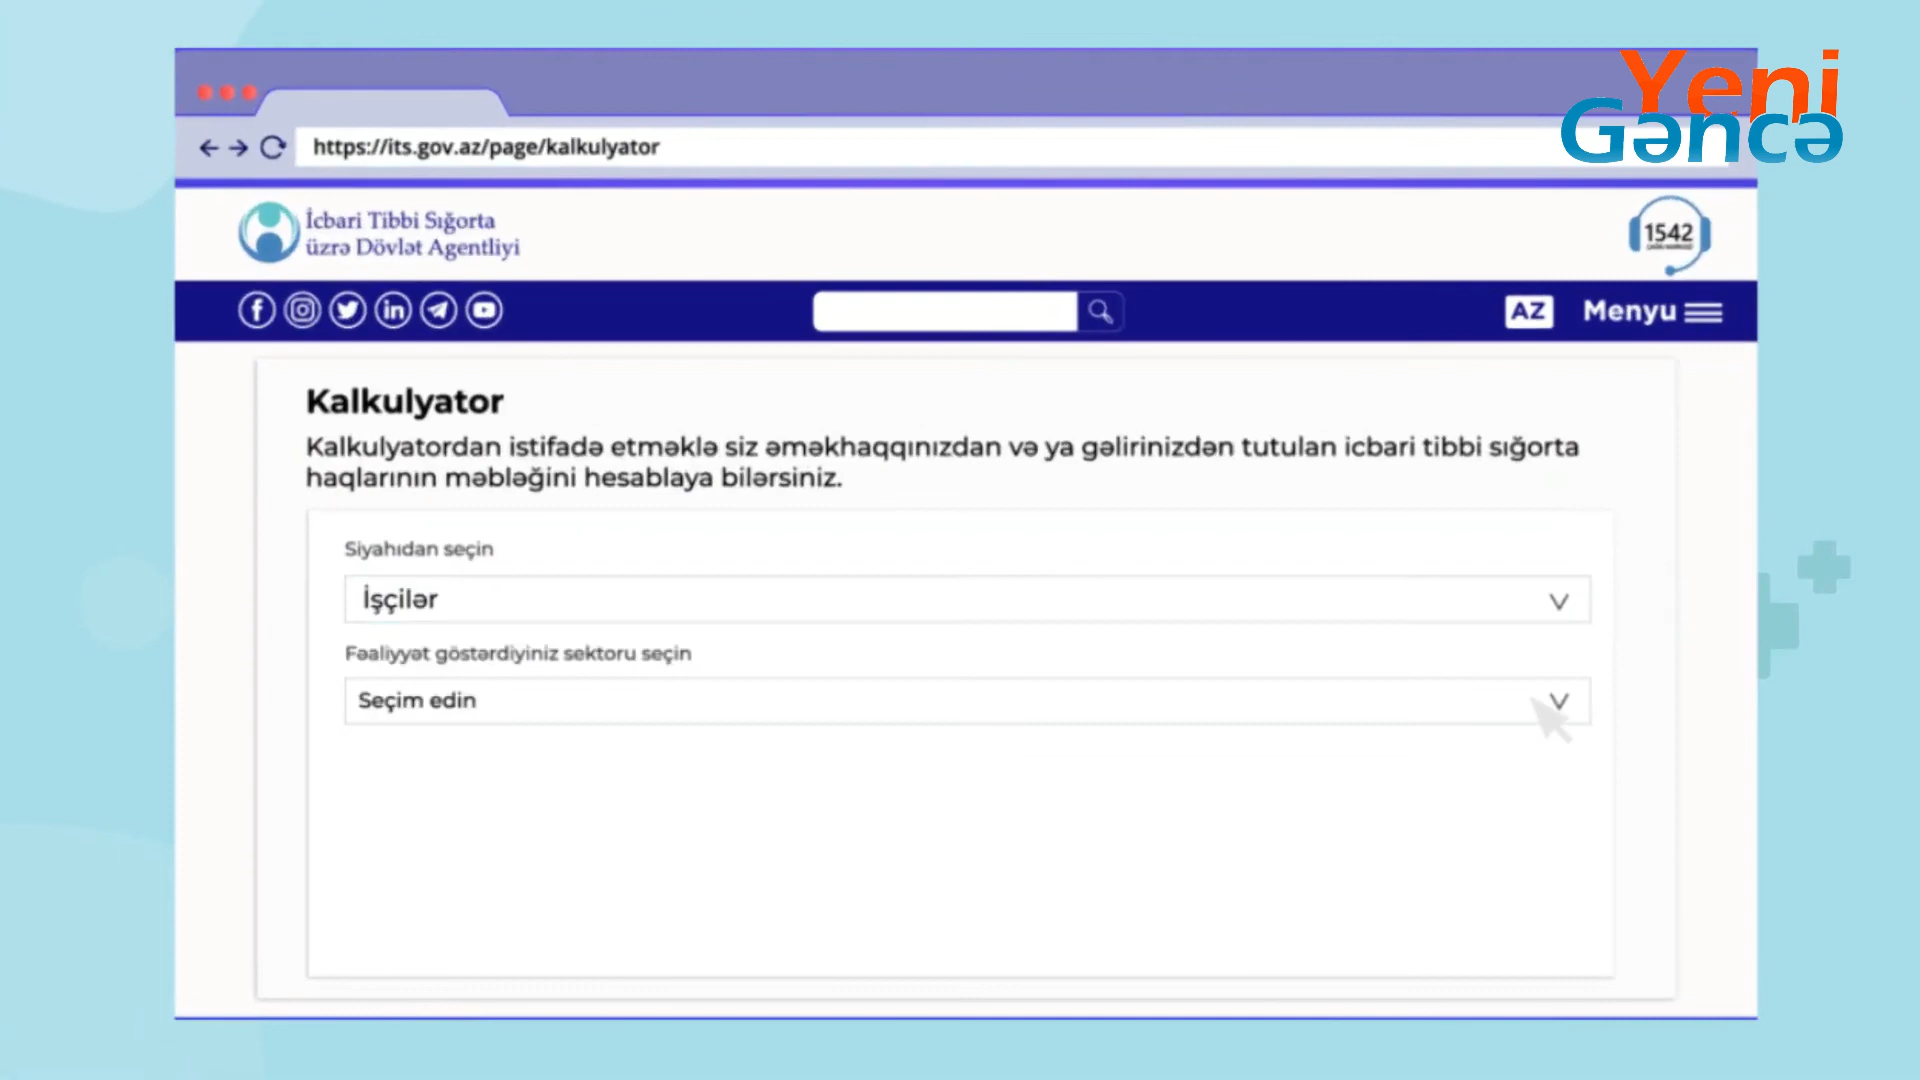 Yeni
Gəncə
https://its.gov.az/page/kalkulyator
İcbari Tibbi Sığorta
üzrə Dövlət Agentliyi
1542
AZ
Menyu
Kalkulyator
Kalkulyatordan istifadə etməklə siz əməkhaqqınızdan və ya gəlirinizdən tutulan icbari tibbi sığorta
haqlarının məbləğini hesablaya bilərsiniz.
Siyahıdan seçin
İşçilər
Fəaliyyət göstərdiyiniz sektoru seçin
Seçim edin